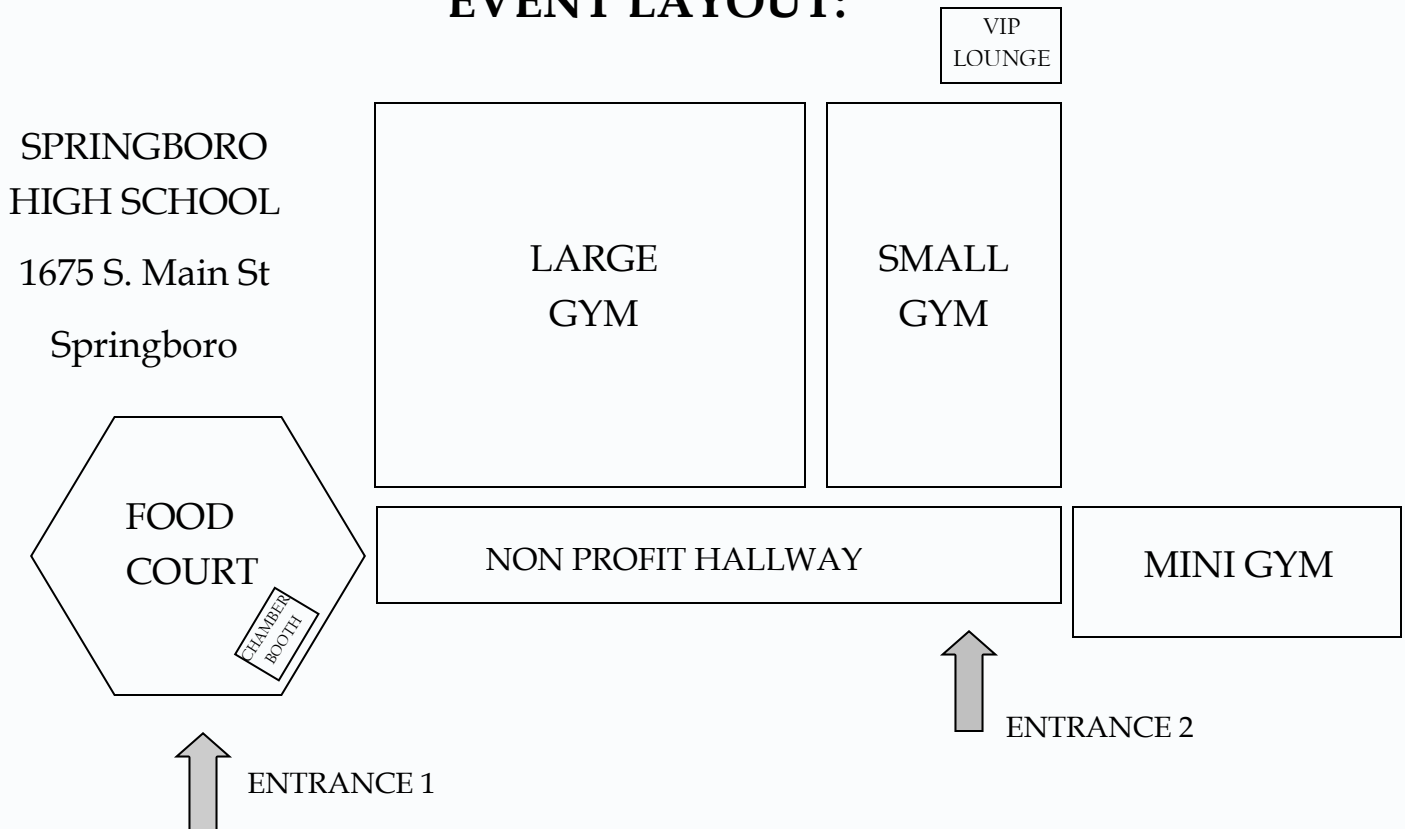 EVENT LAYOUT:
VIP
LOUNGE
SPRINGBORO
HIGH SCHOOL
1675 S. Main St
Springboro
LARGE
GYM
SMALL
GYM
FOOD
COURT
CHAMBER
BOOTH
NON PROFIT HALLWAY
MINI GYM
ENTRANCE 2
ENTRANCE 1